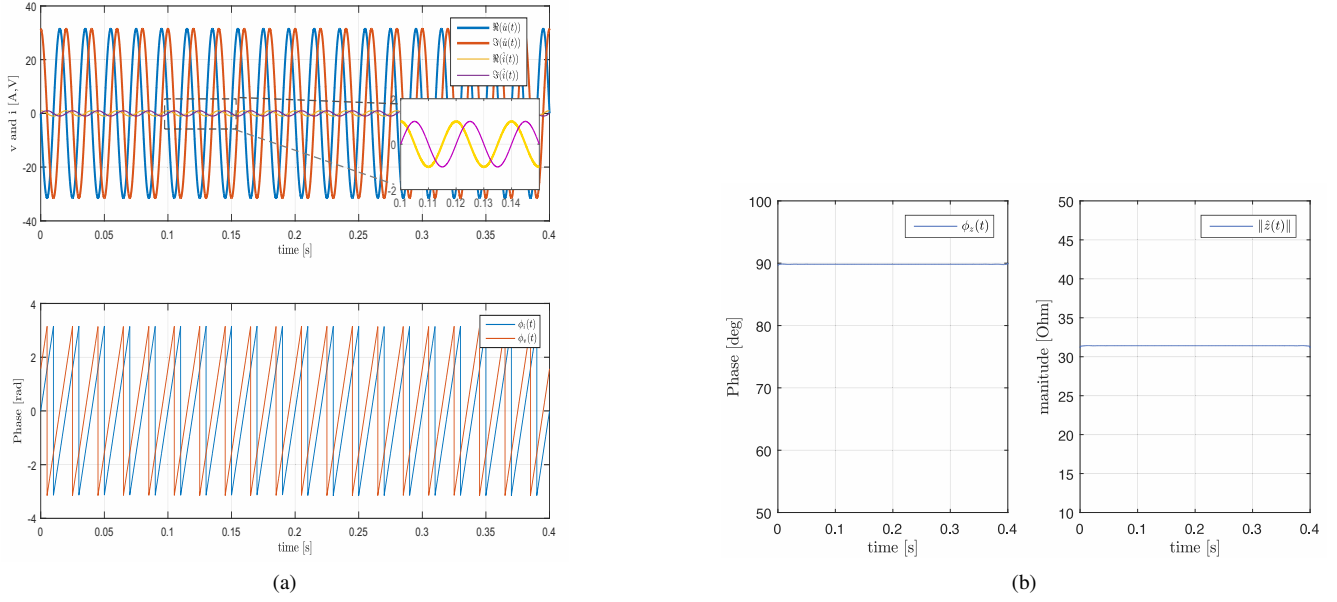 v and i [A,V]
40
20
0
-20
-40
ℜ(û(t))
ℑ(û(t))
ℜ(î(t))
ℑ(î(t))
2
0
-2
0.1 0.11 0.12 0.13 0.14
0 0.05 0.1 0.15 0.2 0.25 0.3 0.35 0.4
time [s]
Phase [rad]
4
2
0
-2
-4
ϕᵢ(t)
0 0.05 0.1 0.15 0.2 0.25 0.3 0.35 0.4
time [s]
(a)
Phase [deg]
100
90
80
70
60
50
ϕ_z(t)
0 0.1 0.2 0.3 0.4
time [s]
manitude [Ohm]
50
45
40
35
30
25
20
15
10
‖ẑ(t)‖
0 0.1 0.2 0.3 0.4
time [s]
(b)